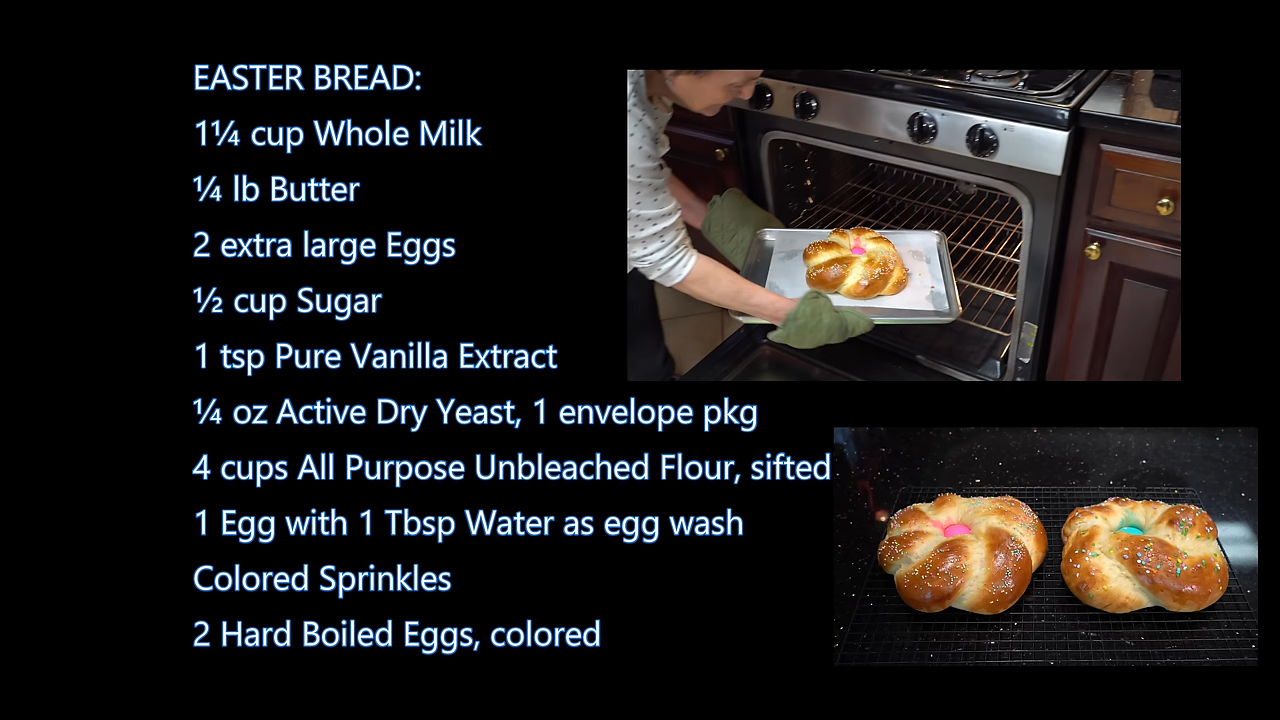 EASTER BREAD:
1¼ cup Whole Milk
¼ lb Butter
2 extra large Eggs
½ cup Sugar
1 tsp Pure Vanilla Extract
¼ oz Active Dry Yeast, 1 envelope pkg
4 cups All Purpose Unbleached Flour, sifted
1 Egg with 1 Tbsp Water as egg wash
Colored Sprinkles
2 Hard Boiled Eggs, colored